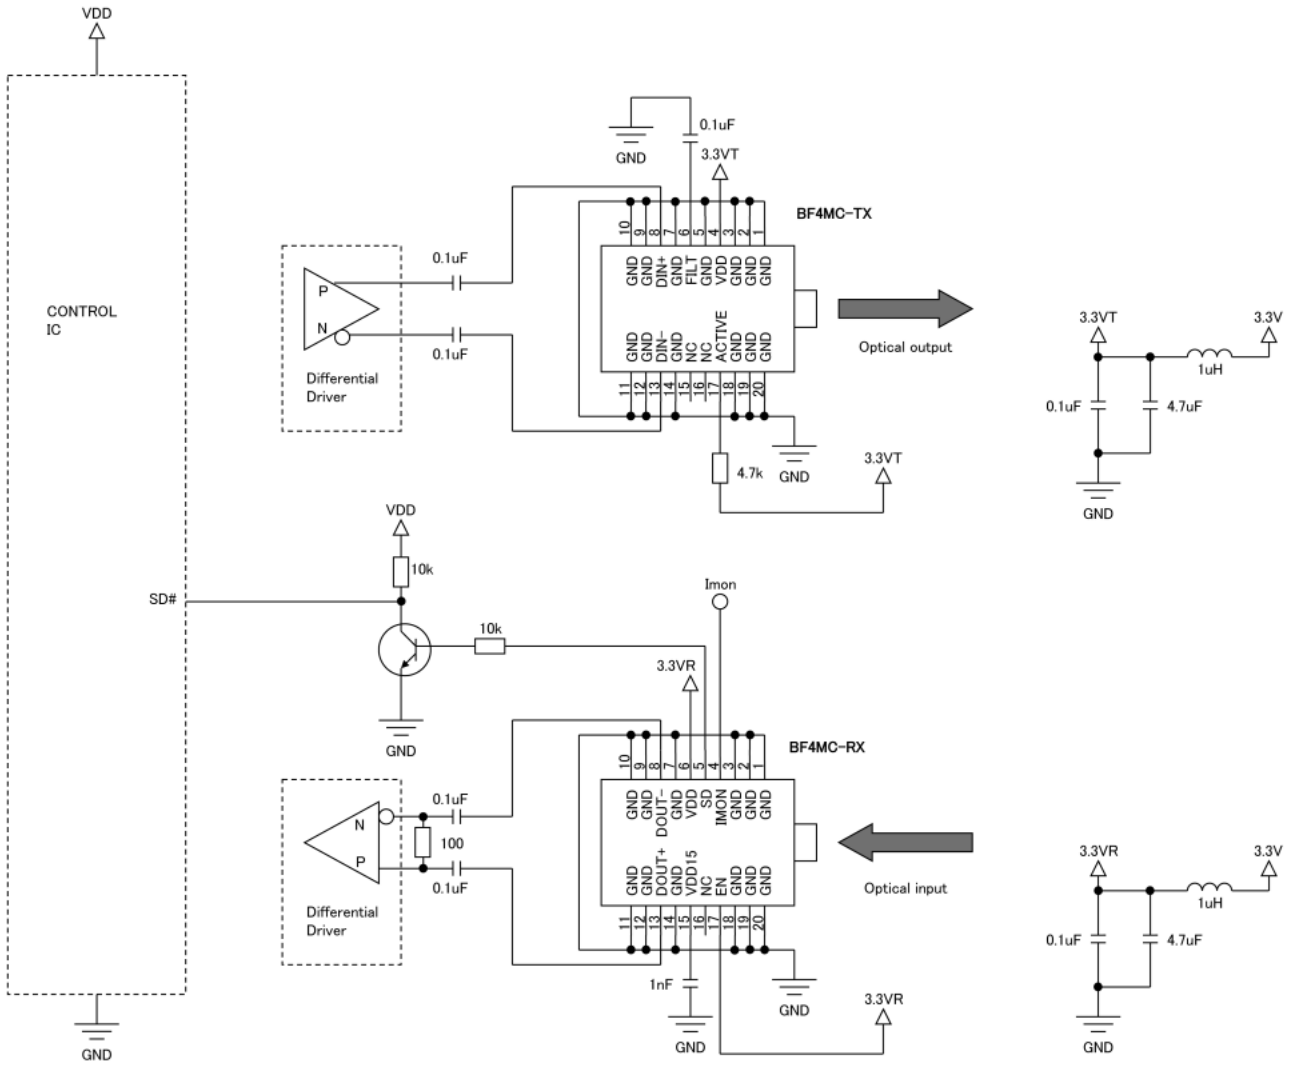 VDD
CONTROL
IC
SD#
GND
0.1uF
GND
3.3VT
BF4MC-TX
10 9 8 7 6 5 4 3 2 1
GND GND DIN+ GND FILT GND VDD GND GND GND
GND GND DIN- GND NC NC ACTIVE GND GND GND
11 12 13 14 15 16 17 18 19 20
0.1uF
P
N
0.1uF
Differential
Driver
Optical output
4.7k
GND
3.3VT
3.3VT
3.3V
1uH
0.1uF
4.7uF
GND
VDD
10k
10k
GND
Imon
3.3VR
BF4MC-RX
10 9 8 7 6 5 4 3 2 1
GND GND DOUT- GND VDD SD IMON GND GND GND
GND GND DOUT+ GND VDD15 NC EN GND GND GND
11 12 13 14 15 16 17 18 19 20
0.1uF
N
100
P
0.1uF
Differential
Driver
Optical input
1nF
GND
GND
3.3VR
3.3VR
3.3V
1uH
0.1uF
4.7uF
GND